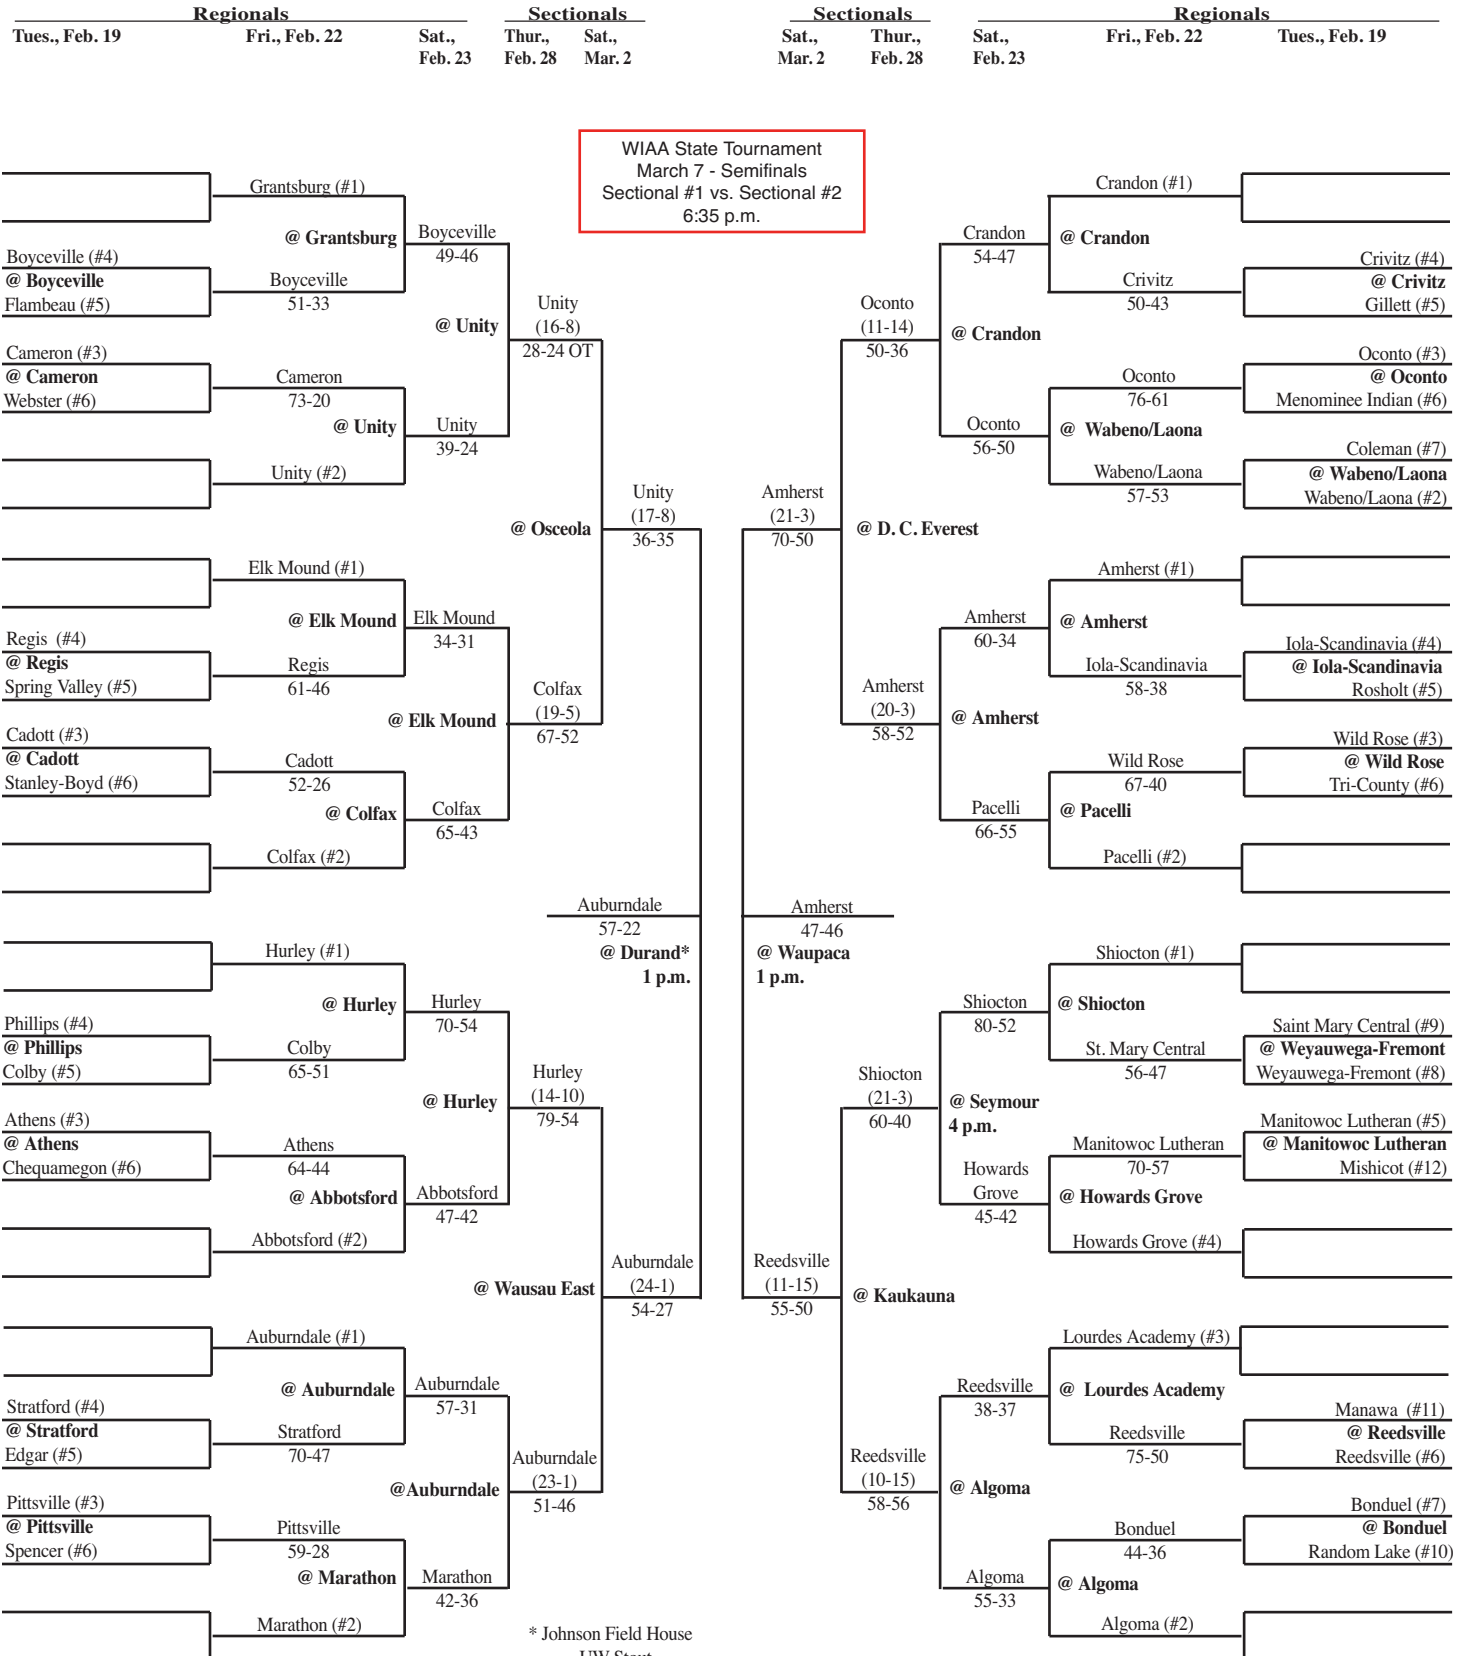 Regionals
Sectionals
Sectionals
Regionals
Tues., Feb. 19
Fri., Feb. 22
Sat.,
Feb. 23
Thur.,
Feb. 28
Sat.,
Mar. 2
Sat.,
Mar. 2
Thur.,
Feb. 28
Sat.,
Feb. 23
Fri., Feb. 22
Tues., Feb. 19
WIAA State Tournament
March 7 - Semifinals
Sectional #1 vs. Sectional #2
6:35 p.m.
Boyceville (#4)
@ Boyceville
Flambeau (#5)
Cameron (#3)
@ Cameron
Webster (#6)
Regis (#4)
@ Regis
Spring Valley (#5)
Cadott (#3)
@ Cadott
Stanley-Boyd (#6)
Phillips (#4)
@ Phillips
Colby (#5)
Athens (#3)
@ Athens
Chequamegon (#6)
Stratford (#4)
@ Stratford
Edgar (#5)
Pittsville (#3)
@ Pittsville
Spencer (#6)
Grantsburg (#1)
@ Grantsburg
Boyceville
51-33
Cameron
73-20
@ Unity
Unity (#2)
Elk Mound (#1)
@ Elk Mound
Regis
61-46
Cadott
52-26
@ Colfax
Colfax (#2)
Hurley (#1)
@ Hurley
Colby
65-51
Athens
64-44
@ Abbotsford
Abbotsford (#2)
Auburndale (#1)
@ Auburndale
Stratford
70-47
Pittsville
59-28
@ Marathon
Marathon (#2)
Boyceville
49-46
@ Unity
Unity
39-24
Elk Mound
34-31
@ Elk Mound
Colfax
65-43
Hurley
70-54
@ Hurley
Abbotsford
47-42
Auburndale
57-31
@Auburndale
Marathon
42-36
Unity
(16-8)
28-24 OT
@ Osceola
Colfax
(19-5)
67-52
Hurley
(14-10)
79-54
@ Wausau East
Auburndale
(23-1)
51-46
Unity
(17-8)
36-35
Auburndale
57-22
@ Durand*
1 p.m.
Auburndale
(24-1)
54-27
* Johnson Field House
UW Stout
Amherst
(21-3)
70-50
Amherst
47-46
@ Waupaca
1 p.m.
Reedsville
(11-15)
55-50
Oconto
(11-14)
50-36
@ D. C. Everest
Amherst
(20-3)
58-52
Shiocton
(21-3)
60-40
@ Kaukauna
Reedsville
(10-15)
58-56
Crandon
54-47
@ Crandon
Oconto
56-50
Amherst
60-34
@ Amherst
Pacelli
66-55
Shiocton
80-52
@ Seymour
4 p.m.
Howards
Grove
45-42
Reedsville
38-37
@ Algoma
Algoma
55-33
Crandon (#1)
@ Crandon
Crivitz
50-43
Oconto
76-61
@ Wabeno/Laona
Wabeno/Laona
57-53
Amherst (#1)
@ Amherst
Iola-Scandinavia
58-38
Wild Rose
67-40
@ Pacelli
Pacelli (#2)
Shiocton (#1)
@ Shiocton
St. Mary Central
56-47
Manitowoc Lutheran
70-57
@ Howards Grove
Howards Grove (#4)
Lourdes Academy (#3)
@ Lourdes Academy
Reedsville
75-50
Bonduel
44-36
@ Algoma
Algoma (#2)
Crivitz (#4)
@ Crivitz
Gillett (#5)
Oconto (#3)
@ Oconto
Menominee Indian (#6)
Coleman (#7)
@ Wabeno/Laona
Wabeno/Laona (#2)
Iola-Scandinavia (#4)
@ Iola-Scandinavia
Rosholt (#5)
Wild Rose (#3)
@ Wild Rose
Tri-County (#6)
Saint Mary Central (#9)
@ Weyauwega-Fremont
Weyauwega-Fremont (#8)
Manitowoc Lutheran (#5)
@ Manitowoc Lutheran
Mishicot (#12)
Manawa (#11)
@ Reedsville
Reedsville (#6)
Bonduel (#7)
@ Bonduel
Random Lake (#10)